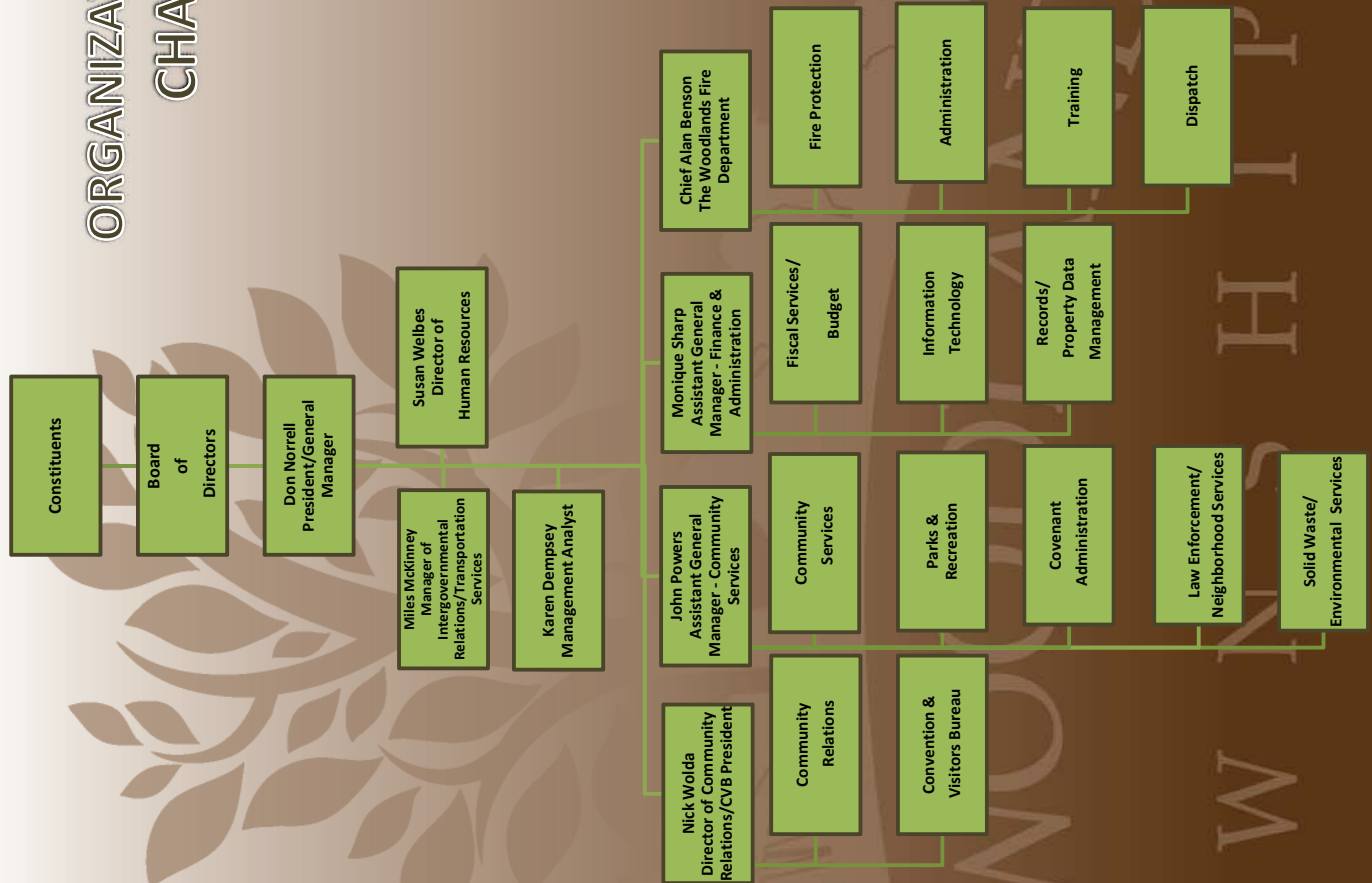 ORGANIZA
CHA
Constituents
Board
of
Directors
Don Norrell
President/General
Manager
Miles McKinney
Manager of
Intergovernmental
Relations/Transportation
Services
Susan Welbes
Director of
Human Resources
Karen Dempsey
Management Analyst
Nick Wolda
Director of Community
Relations/CVB President
Community
Relations
Convention &
Visitors Bureau
John Powers
Assistant General
Manager - Community
Services
Community
Services
Parks &
Recreation
Covenant
Administration
Law Enforcement/
Neighborhood Services
Solid Waste/
Environmental Services
Monique Sharp
Assistant General
Manager - Finance &
Administration
Fiscal Services/
Budget
Information
Technology
Records/
Property Data
Management
Chief Alan Benson
The Woodlands Fire
Department
Fire Protection
Administration
Training
Dispatch